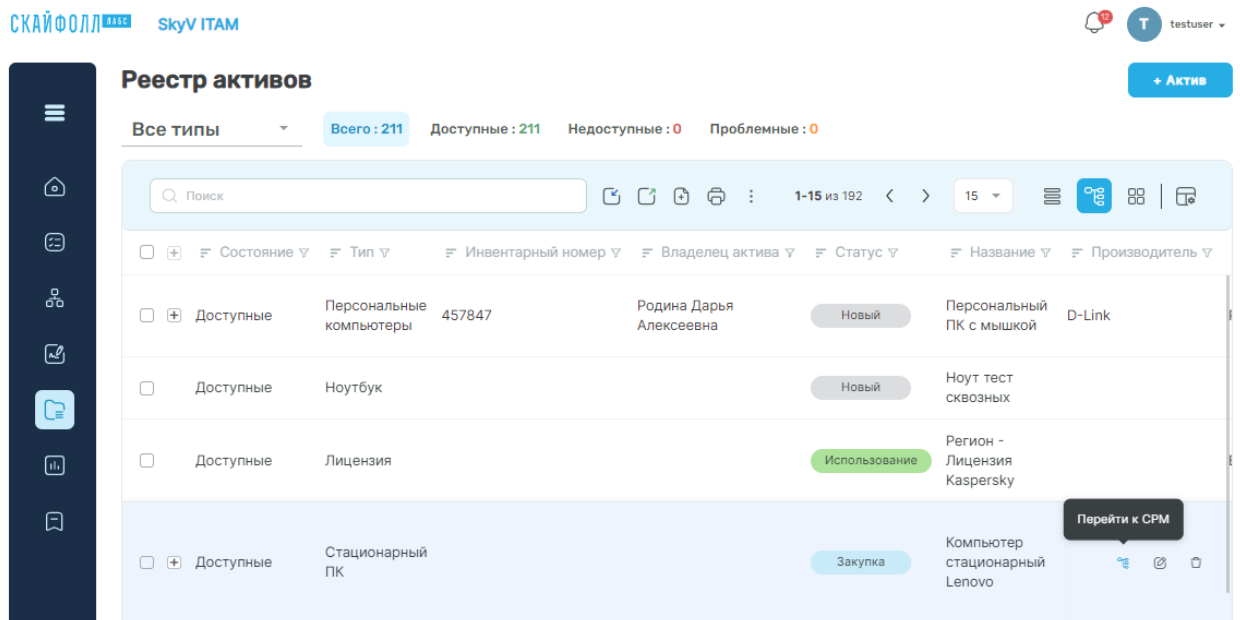 СКАЙФОЛЛ ЛАБС SkyV ITAM 12 T testuser
Реестр активов + Актив
Все типы Всего : 211 Доступные : 211 Недоступные : 0 Проблемные : 0
Поиск 1-15 из 192 15
Состояние Тип Инвентарный номер Владелец актива Статус Название Производитель
Доступные Персональные компьютеры 457847 Родина Дарья Алексеевна Новый Персональный ПК с мышкой D-Link
Доступные Ноутбук Новый Ноут тест сквозных
Доступные Лицензия Использование Регион - Лицензия Kaspersky
Перейти к СРМ
Доступные Стационарный ПК Закупка Компьютер стационарный Lenovo